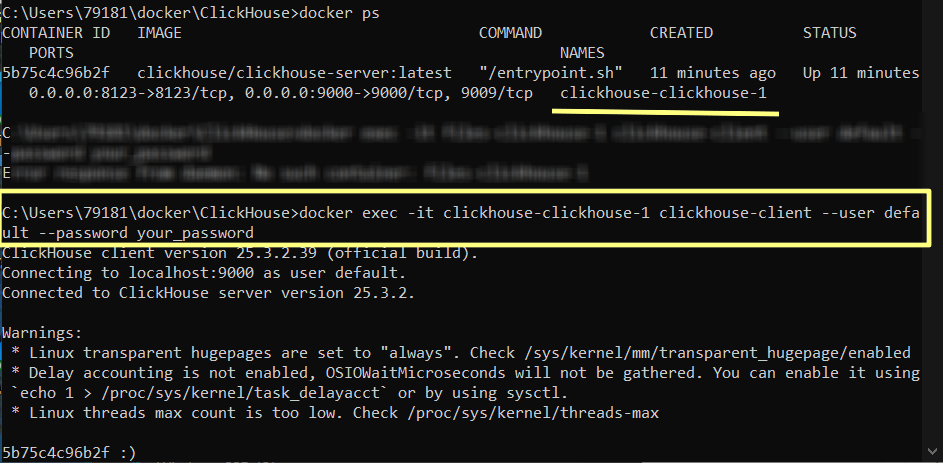 C:\Users\79181\docker\ClickHouse>docker ps
CONTAINER ID   IMAGE                               COMMAND            CREATED          STATUS
   PORTS                                                    NAMES
5b75c4c96b2f   clickhouse/clickhouse-server:latest   "/entrypoint.sh"   11 minutes ago   Up 11 minutes
   0.0.0.0:8123->8123/tcp, 0.0.0.0:9000->9000/tcp, 9009/tcp   clickhouse-clickhouse-1
C:\Users\79181\docker\ClickHouse>docker exec -it clickhouse-clickhouse-1 clickhouse-client --user defa
ult --password your_password
ClickHouse client version 25.3.2.39 (official build).
Connecting to localhost:9000 as user default.
Connected to ClickHouse server version 25.3.2.
Warnings:
 * Linux transparent hugepages are set to "always". Check /sys/kernel/mm/transparent_hugepage/enabled
 * Delay accounting is not enabled, OSIOWaitMicroseconds will not be gathered. You can enable it using
 `echo 1 > /proc/sys/kernel/task_delayacct` or by using sysctl.
 * Linux threads max count is too low. Check /proc/sys/kernel/threads-max
5b75c4c96b2f :)